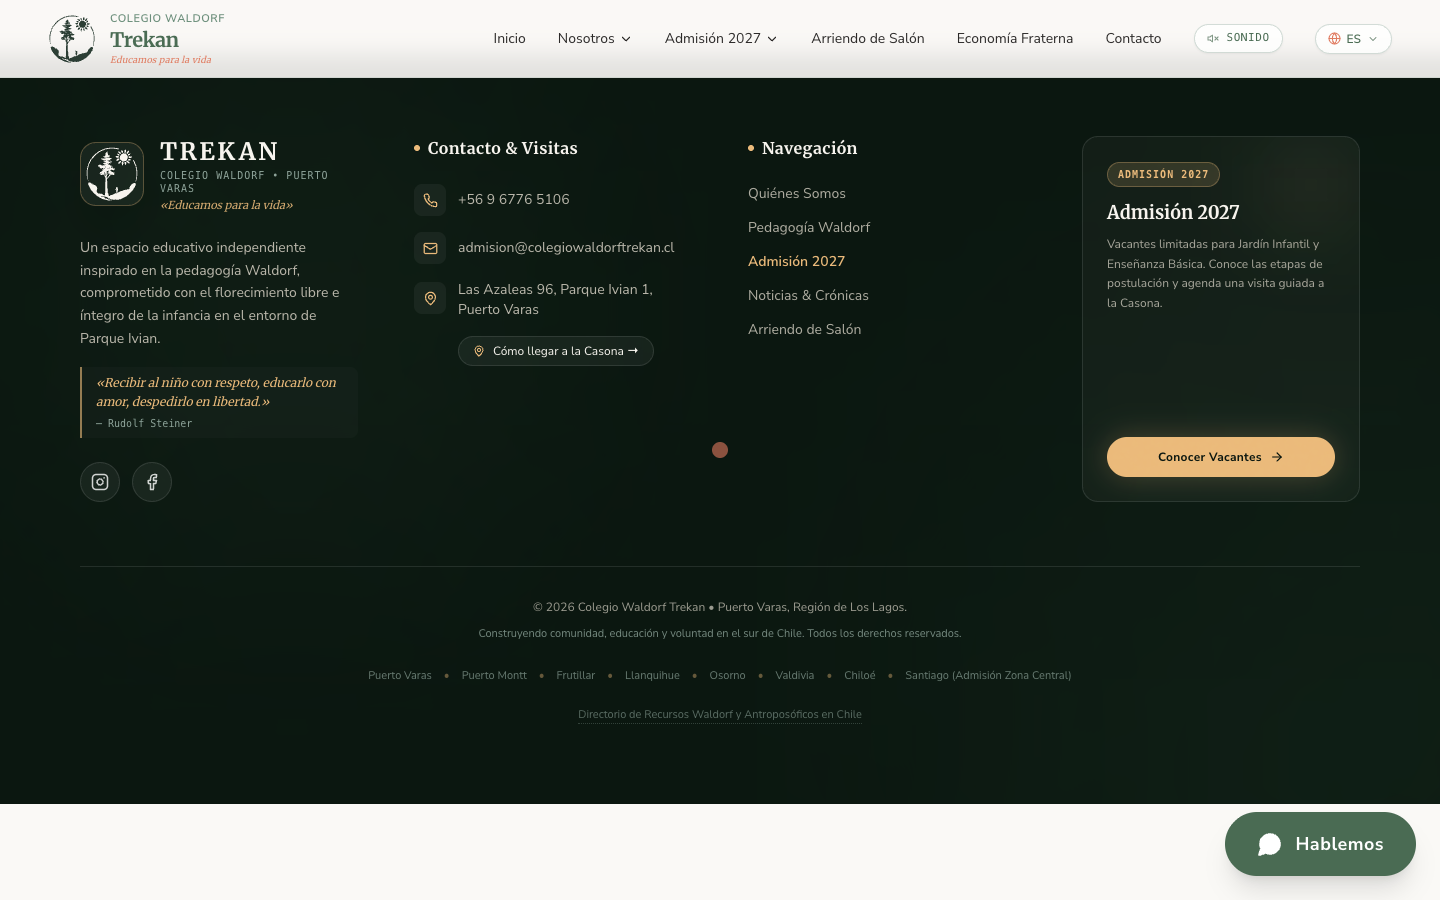 COLEGIO WALDORF
Trekan
Educamos para la vida
Inicio
Nosotros
Admisión 2027
Arriendo de Salón
Economía Fraterna
Contacto
SONIDO
ES
TREKAN
COLEGIO WALDORF • PUERTO
VARAS
«Educamos para la vida»
Un espacio educativo independiente
inspirado en la pedagogía Waldorf,
comprometido con el florecimiento libre e
íntegro de la infancia en el entorno de
Parque Ivian.
«Recibir al niño con respeto, educarlo con
amor, despedirlo en libertad.»
— Rudolf Steiner
Contacto & Visitas
+56 9 6776 5106
admision@colegiowaldorftrekan.cl
Las Azaleas 96, Parque Ivian 1,
Puerto Varas
Cómo llegar a la Casona →
Navegación
Quiénes Somos
Pedagogía Waldorf
Admisión 2027
Noticias & Crónicas
Arriendo de Salón
ADMISIÓN 2027
Admisión 2027
Vacantes limitadas para Jardín Infantil y
Enseñanza Básica. Conoce las etapas de
postulación y agenda una visita guiada a
la Casona.
Conocer Vacantes →
© 2026 Colegio Waldorf Trekan • Puerto Varas, Región de Los Lagos.
Construyendo comunidad, educación y voluntad en el sur de Chile. Todos los derechos reservados.
Puerto Varas • Puerto Montt • Frutillar • Llanquihue • Osorno • Valdivia • Chiloé • Santiago (Admisión Zona Central)
Directorio de Recursos Waldorf y Antroposóficos en Chile
Hablemos